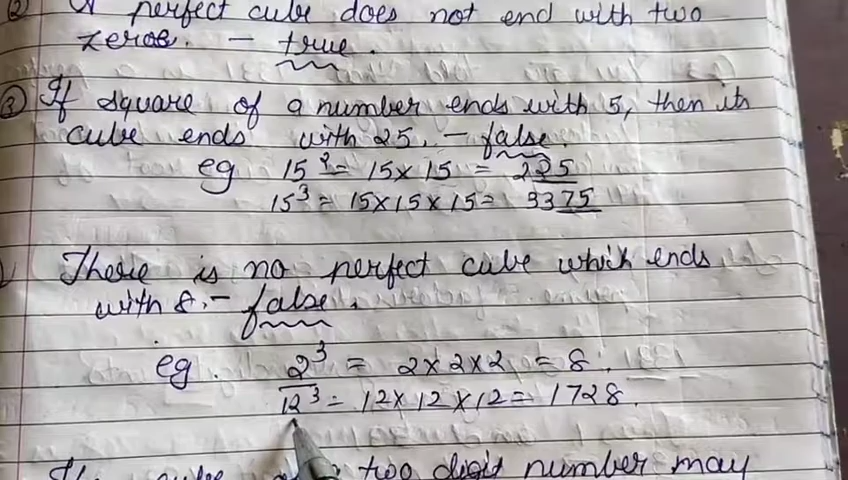 ② A perfect cube does not end with two
zeroes. - true.
③ If square of a number ends with 5, then its
cube ends with 25. - false.
eg 15² = 15×15 = 225
15³ = 15×15×15 = 3375
There is no perfect cube which ends
with 8. - false.
eg. 2³ = 2×2×2 = 8.
12³ = 12×12×12 = 1728.
two digit number may